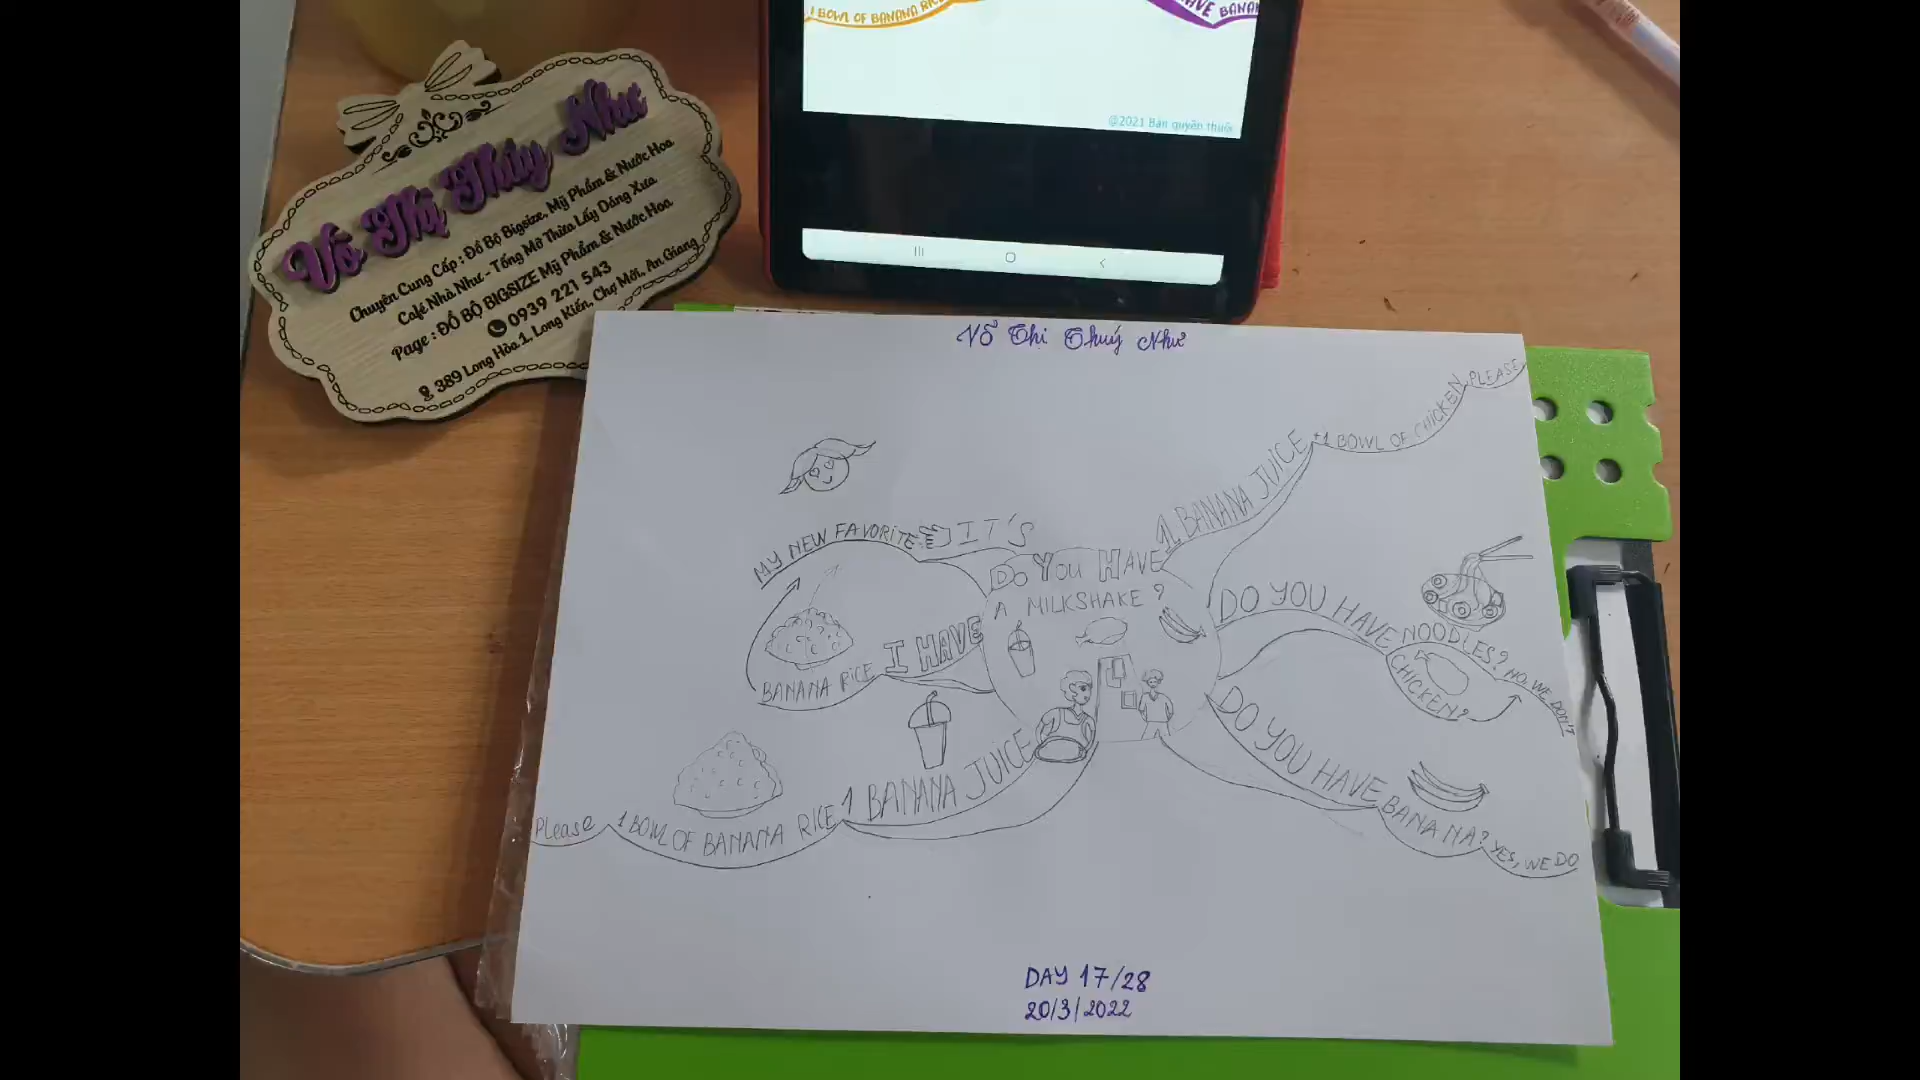 1 BOWL OF BANANA RICE
HAVE BANAN
@2021 Bản quyền thuộc
Võ Thị Thúy Như
Chuyên Cung Cấp : Đồ Bộ Bigsize, Mỹ Phẩm & Nước Hoa
Café Nhà Như - Tổng Mỡ Thừa Lấy Dáng Xưa
Page : ĐỒ BỘ BIGSIZE Mỹ Phẩm & Nước Hoa
0939 221 543
389 Long Hòa 1, Long Kiến, Chợ Mới, An Giang
Võ Thi Thuý Như
DO YOU HAVE
A MILKSHAKE ?
1 BANANA JUICE
+1 BOWL OF CHICKEN
PLEASE
DO YOU HAVE
NOODLES?
CHICKEN?
NO, WE DON'T
DO YOU HAVE
BANANA?
YES, WE DO
1 BANANA JUICE
1 BOWL OF BANANA RICE
Please
I HAVE
BANANA RICE
IT'S
MY NEW FAVORITE
DAY 17/28
20/3/2022